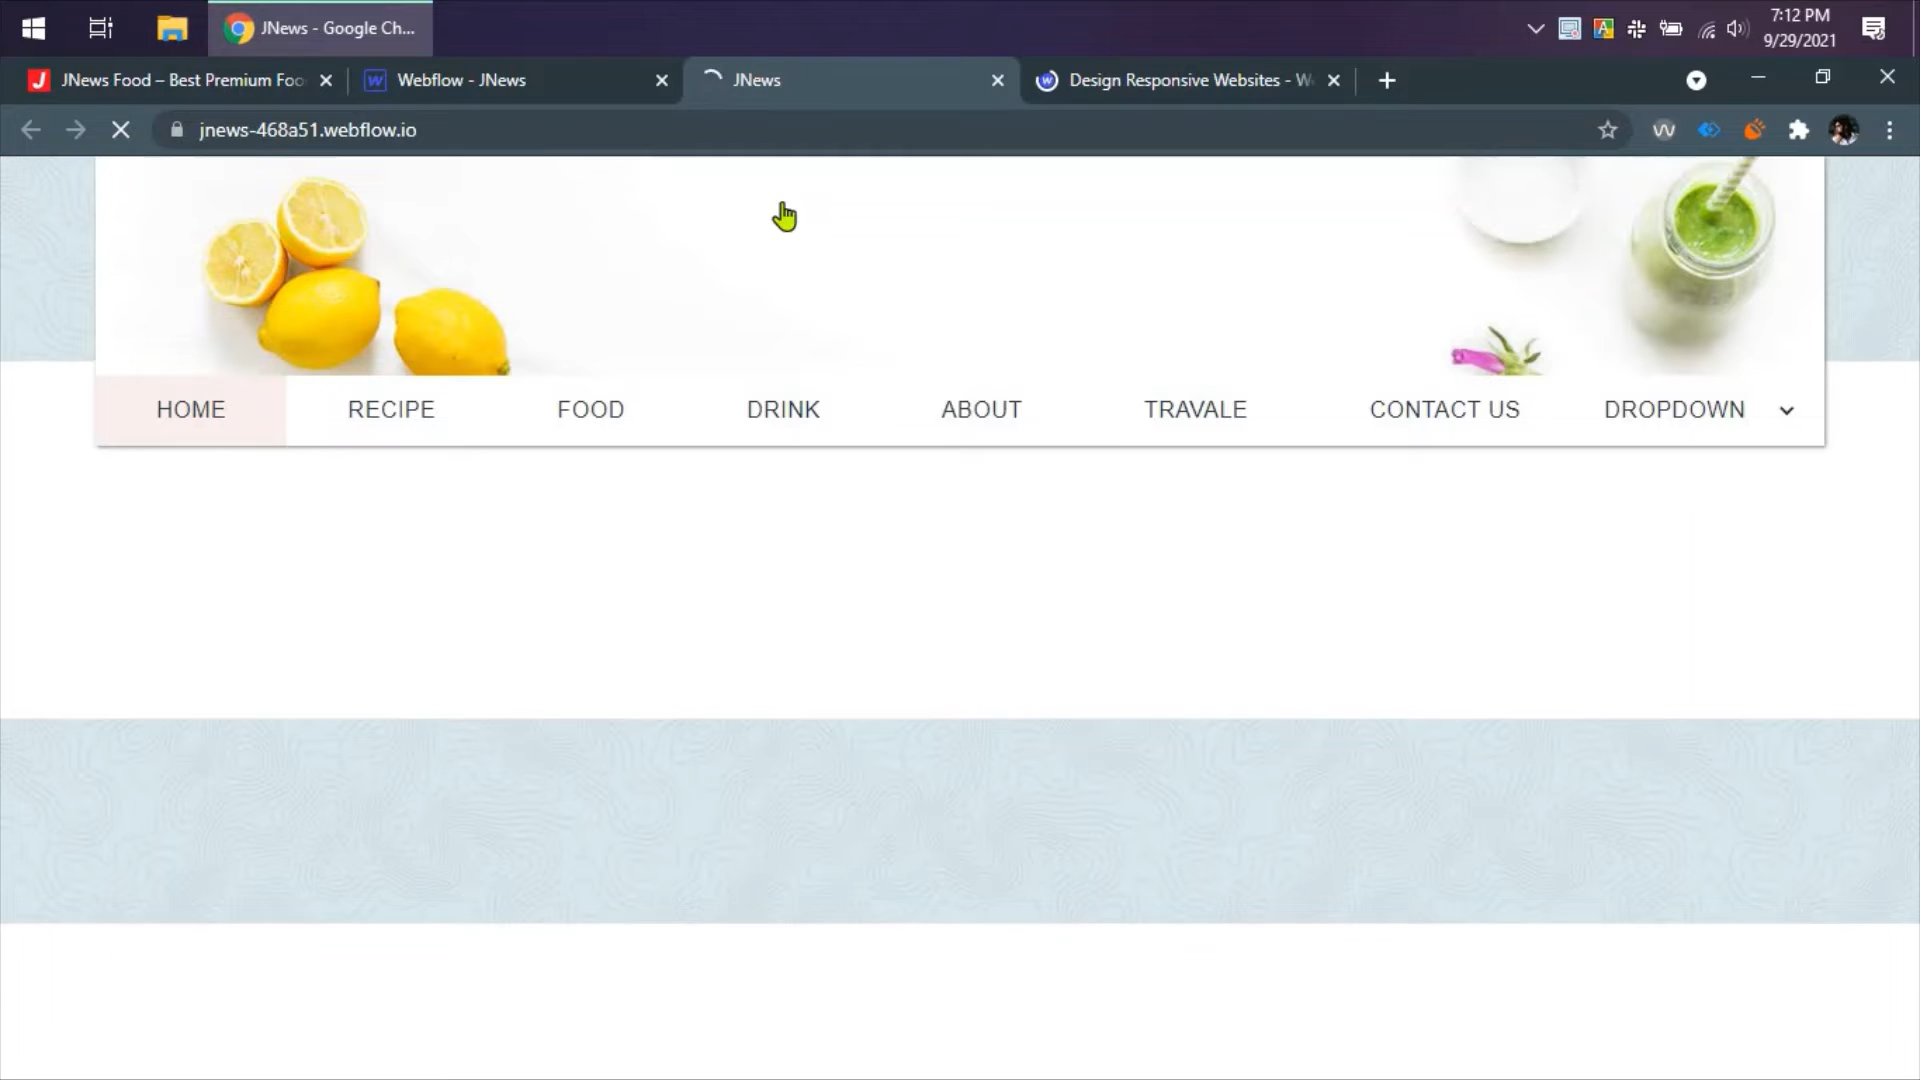 JNews - Google Ch...
7:12 PM
9/29/2021
JNews Food – Best Premium Foo
Webflow - JNews
JNews
Design Responsive Websites - W
jnews-468a51.webflow.io
HOME
RECIPE
FOOD
DRINK
ABOUT
TRAVALE
CONTACT US
DROPDOWN